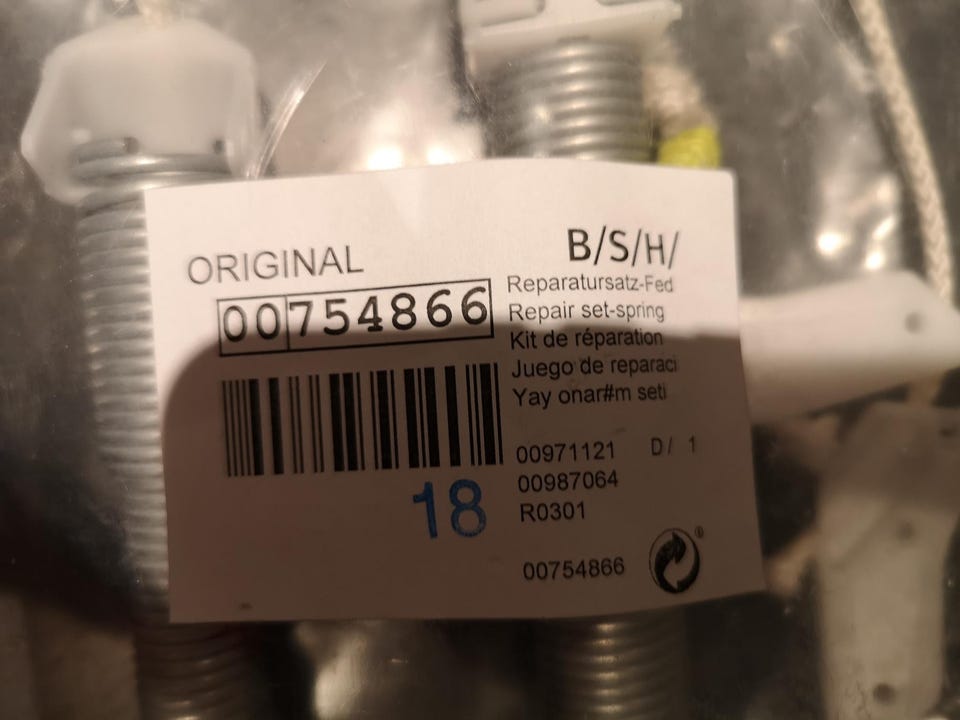 ORIGINAL
B/S/H/
00754866
Reparatursatz-Fed
Repair set-spring
Kit de réparation
Juego de reparaci
Yay onar#m seti
00971121 D/ 1
00987064
R0301
18
00754866
®